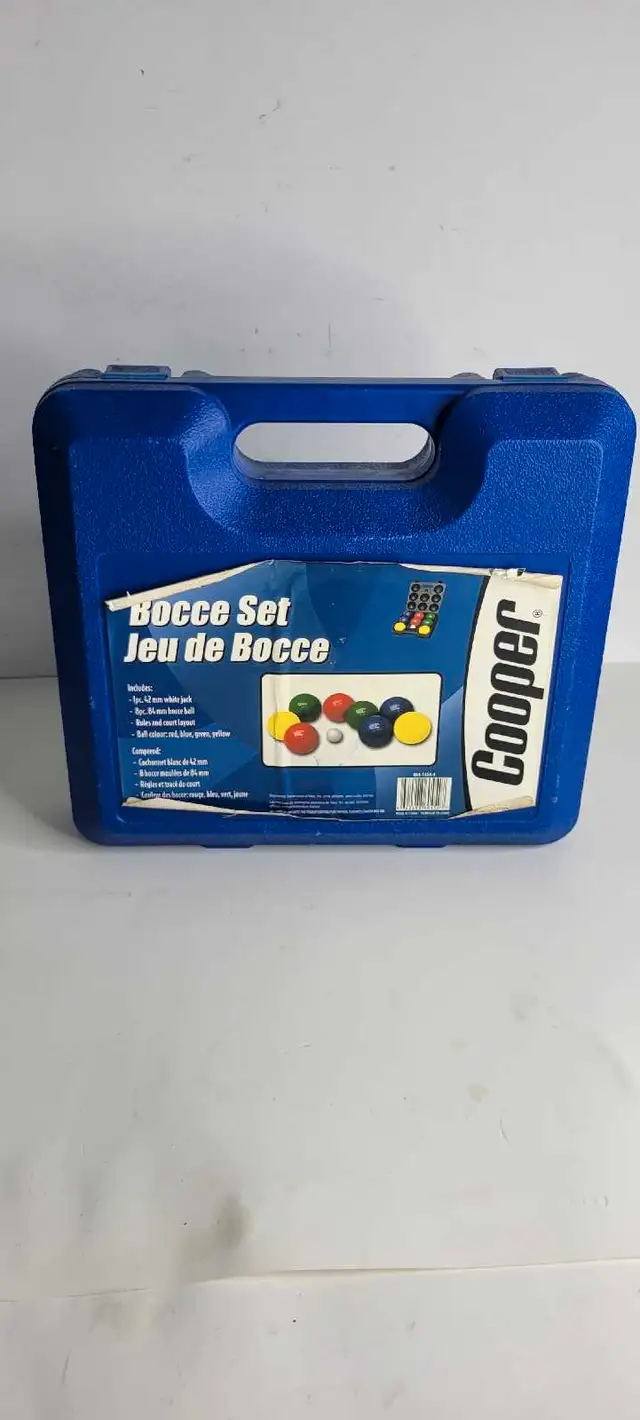 Bocce Set
Jeu de Bocce
Includes:
- 1pc. 42 mm white jack
- 8pc. 84 mm bocce ball
- Rules and court layout
- Ball colour: red, blue, green, yellow
Comprend:
- Cochonnet blanc de 42 mm
- 8 bocce moulées de 84 mm
- Règles et tracé du court
- Couleur des bocce: rouge, bleu, vert, jaune
Cooper®